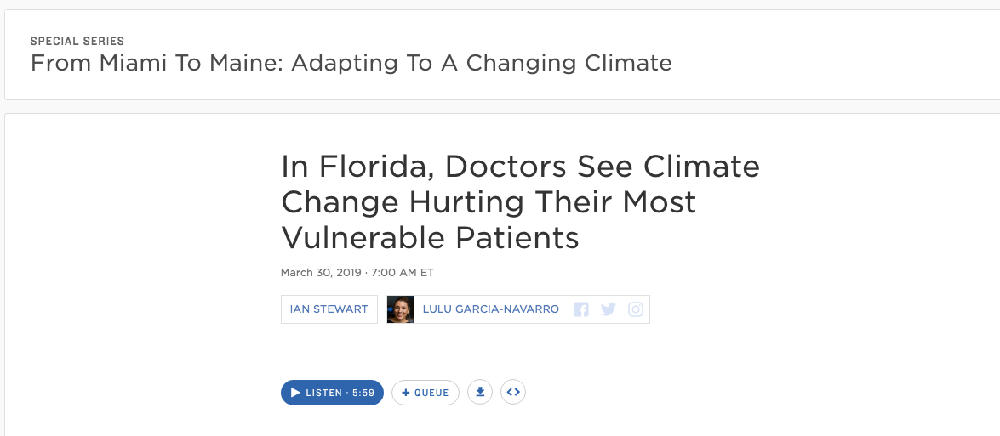 SPECIAL SERIES
From Miami To Maine: Adapting To A Changing Climate
In Florida, Doctors See Climate
Change Hurting Their Most
Vulnerable Patients
March 30, 2019 · 7:00 AM ET
IAN STEWART
LULU GARCIA-NAVARRO
LISTEN · 5:59
+ QUEUE